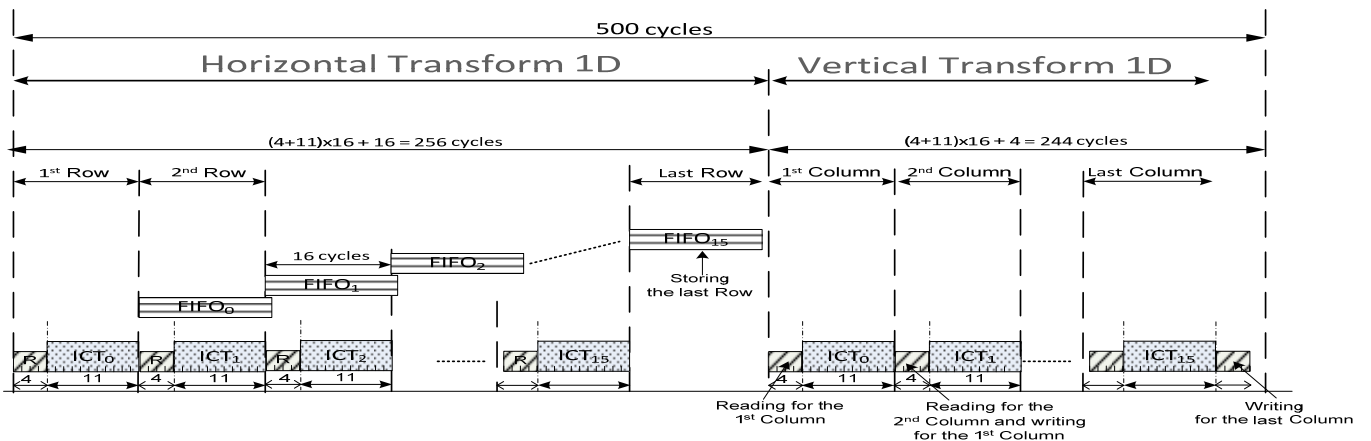 500 cycles
Horizontal Transform 1D
Vertical Transform 1D
(4+11)x16 + 16 = 256 cycles
(4+11)x16 + 4 = 244 cycles
1st Row
2nd Row
Last Row
1st Column
2nd Column
Last Column
FIFO15
16 cycles
FIFO2
FIFO1
FIFO0
Storing
the last Row
R
ICT0
R
ICT1
R
ICT2
R
ICT15
ICT0
ICT1
ICT15
4
11
4
11
4
11
4
11
11
Reading for the
1st Column
Reading for the
2nd Column and writing
for the 1st Column
Writing
for the last Column